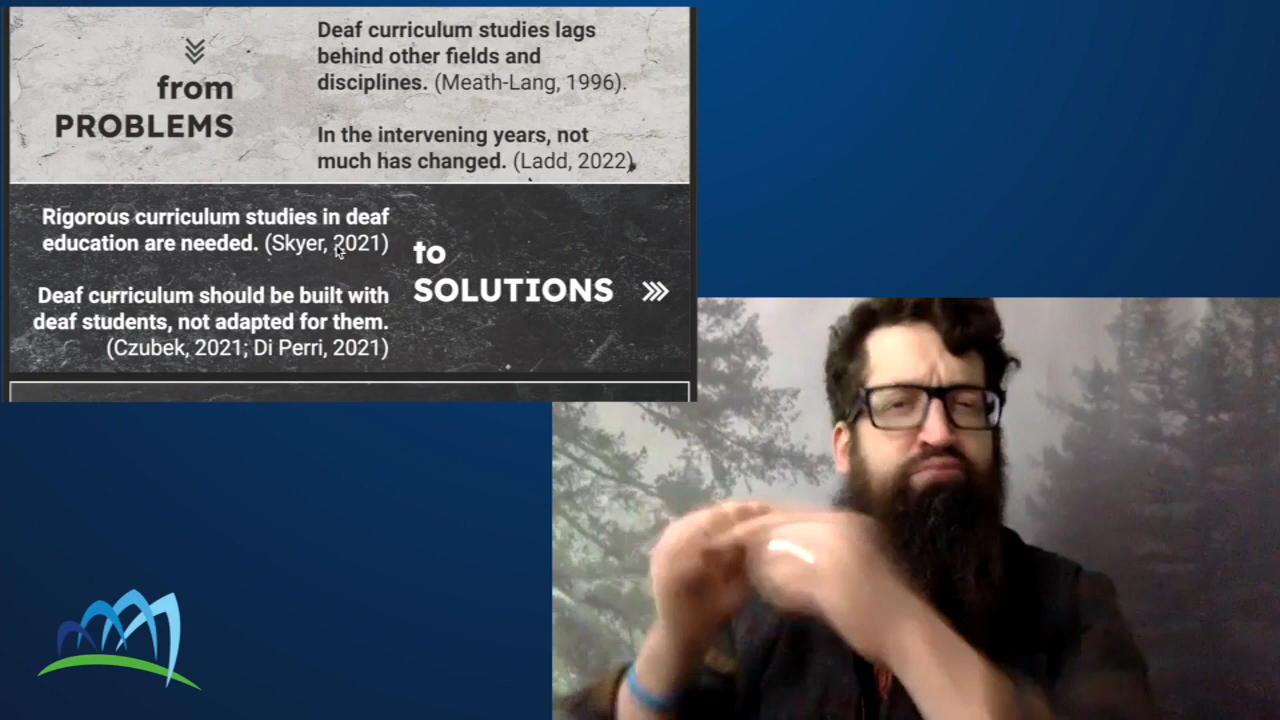 from
PROBLEMS
Deaf curriculum studies lags
behind other fields and
disciplines. (Meath-Lang, 1996).
In the intervening years, not
much has changed. (Ladd, 2022)
Rigorous curriculum studies in deaf
education are needed. (Skyer, 2021)
Deaf curriculum should be built with
deaf students, not adapted for them.
(Czubek, 2021; Di Perri, 2021)
to
SOLUTIONS